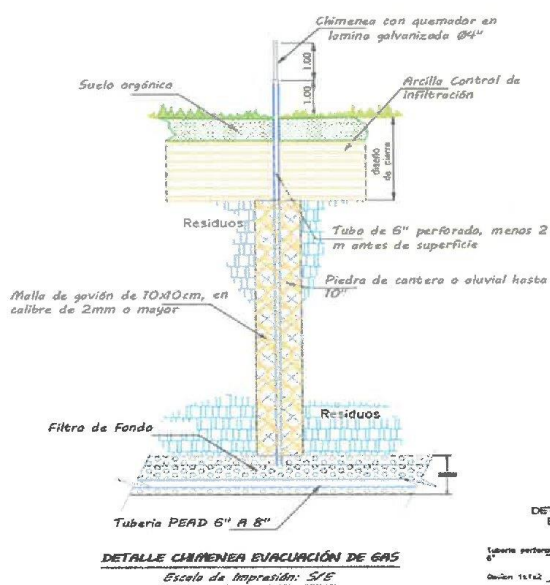 Chimenea con quemador en
lamina galvanizada Ø4"
1.00
1.00
Suelo orgánico
Arcilla Control de
Infiltración
diseño
de cierre
Residuos
Tubo de 6" perforado, menos 2
m antes de superficie
Malla de gavión de 10x10cm, en
calibre de 2mm o mayor
Piedra de cantera o aluvial hasta
10"
Residuos
Filtro de Fondo
Tuberia PEAD 6" A 8"
DETALLE CHIMENEA EVACUACIÓN DE GAS
Escala de Impresión: S/E
DET
E
6"